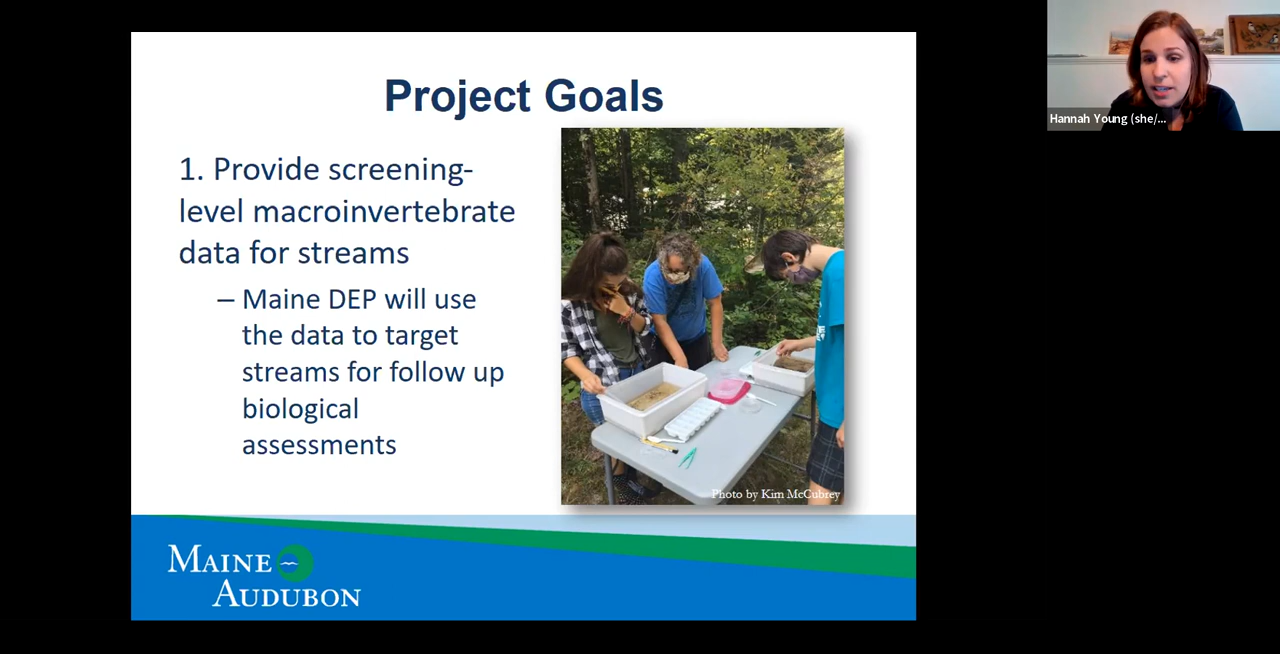 Project Goals
1. Provide screening-
level macroinvertebrate
data for streams
– Maine DEP will use
the data to target
streams for follow up
biological
assessments
Photo by Kim McCubrey
MAINE
AUDUBON
Hannah Young (she/...